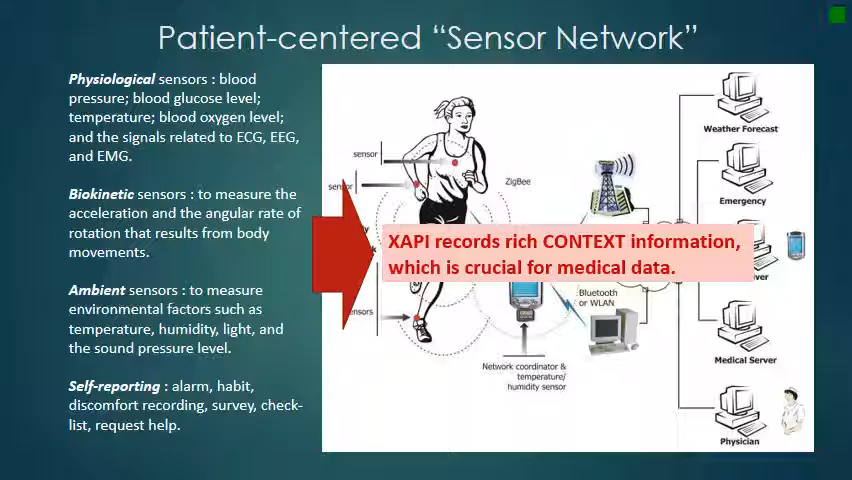 Patient-centered “Sensor Network”
Physiological sensors : blood
pressure; blood glucose level;
temperature; blood oxygen level;
and the signals related to ECG, EEG,
and EMG.
Biokinetic sensors : to measure the
acceleration and the angular rate of
rotation that results from body
movements.
Ambient sensors : to measure
environmental factors such as
temperature, humidity, light, and
the sound pressure level.
Self-reporting : alarm, habit,
discomfort recording, survey, check-
list, request help.
sensor
ZigBee
XAPI records rich CONTEXT information,
which is crucial for medical data.
Bluetooth
or WLAN
Network coordinator &
temperature/
humidity sensor
Weather Forecast
Emergency
Medical Server
Physician